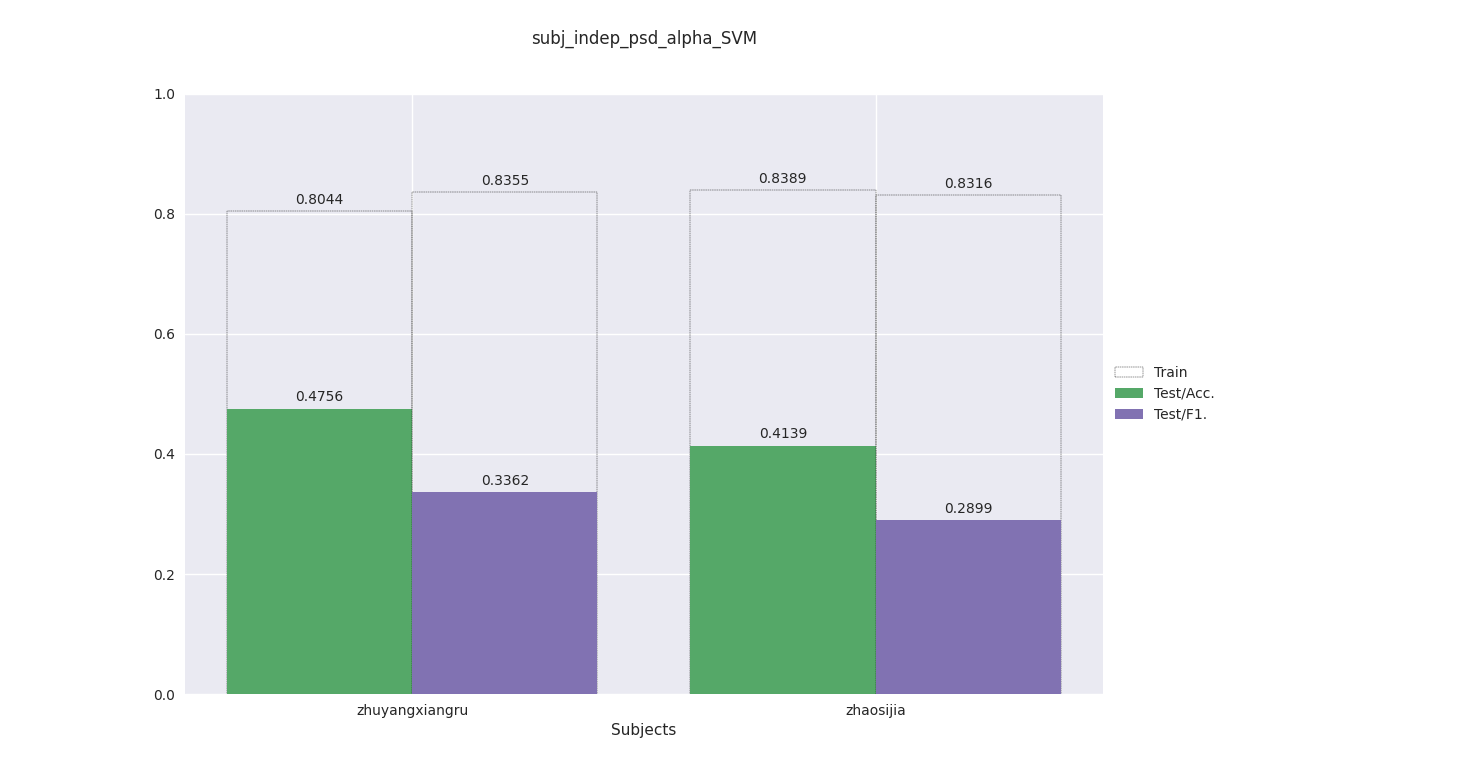 subj_indep_psd_alpha_SVM
1.0
0.8
0.6
0.4
0.2
0.0
0.8044
0.8355
0.8389
0.8316
0.4756
0.3362
0.4139
0.2899
Train
Test/Acc.
Test/F1.
zhuyangxiangru
zhaosijia
Subjects